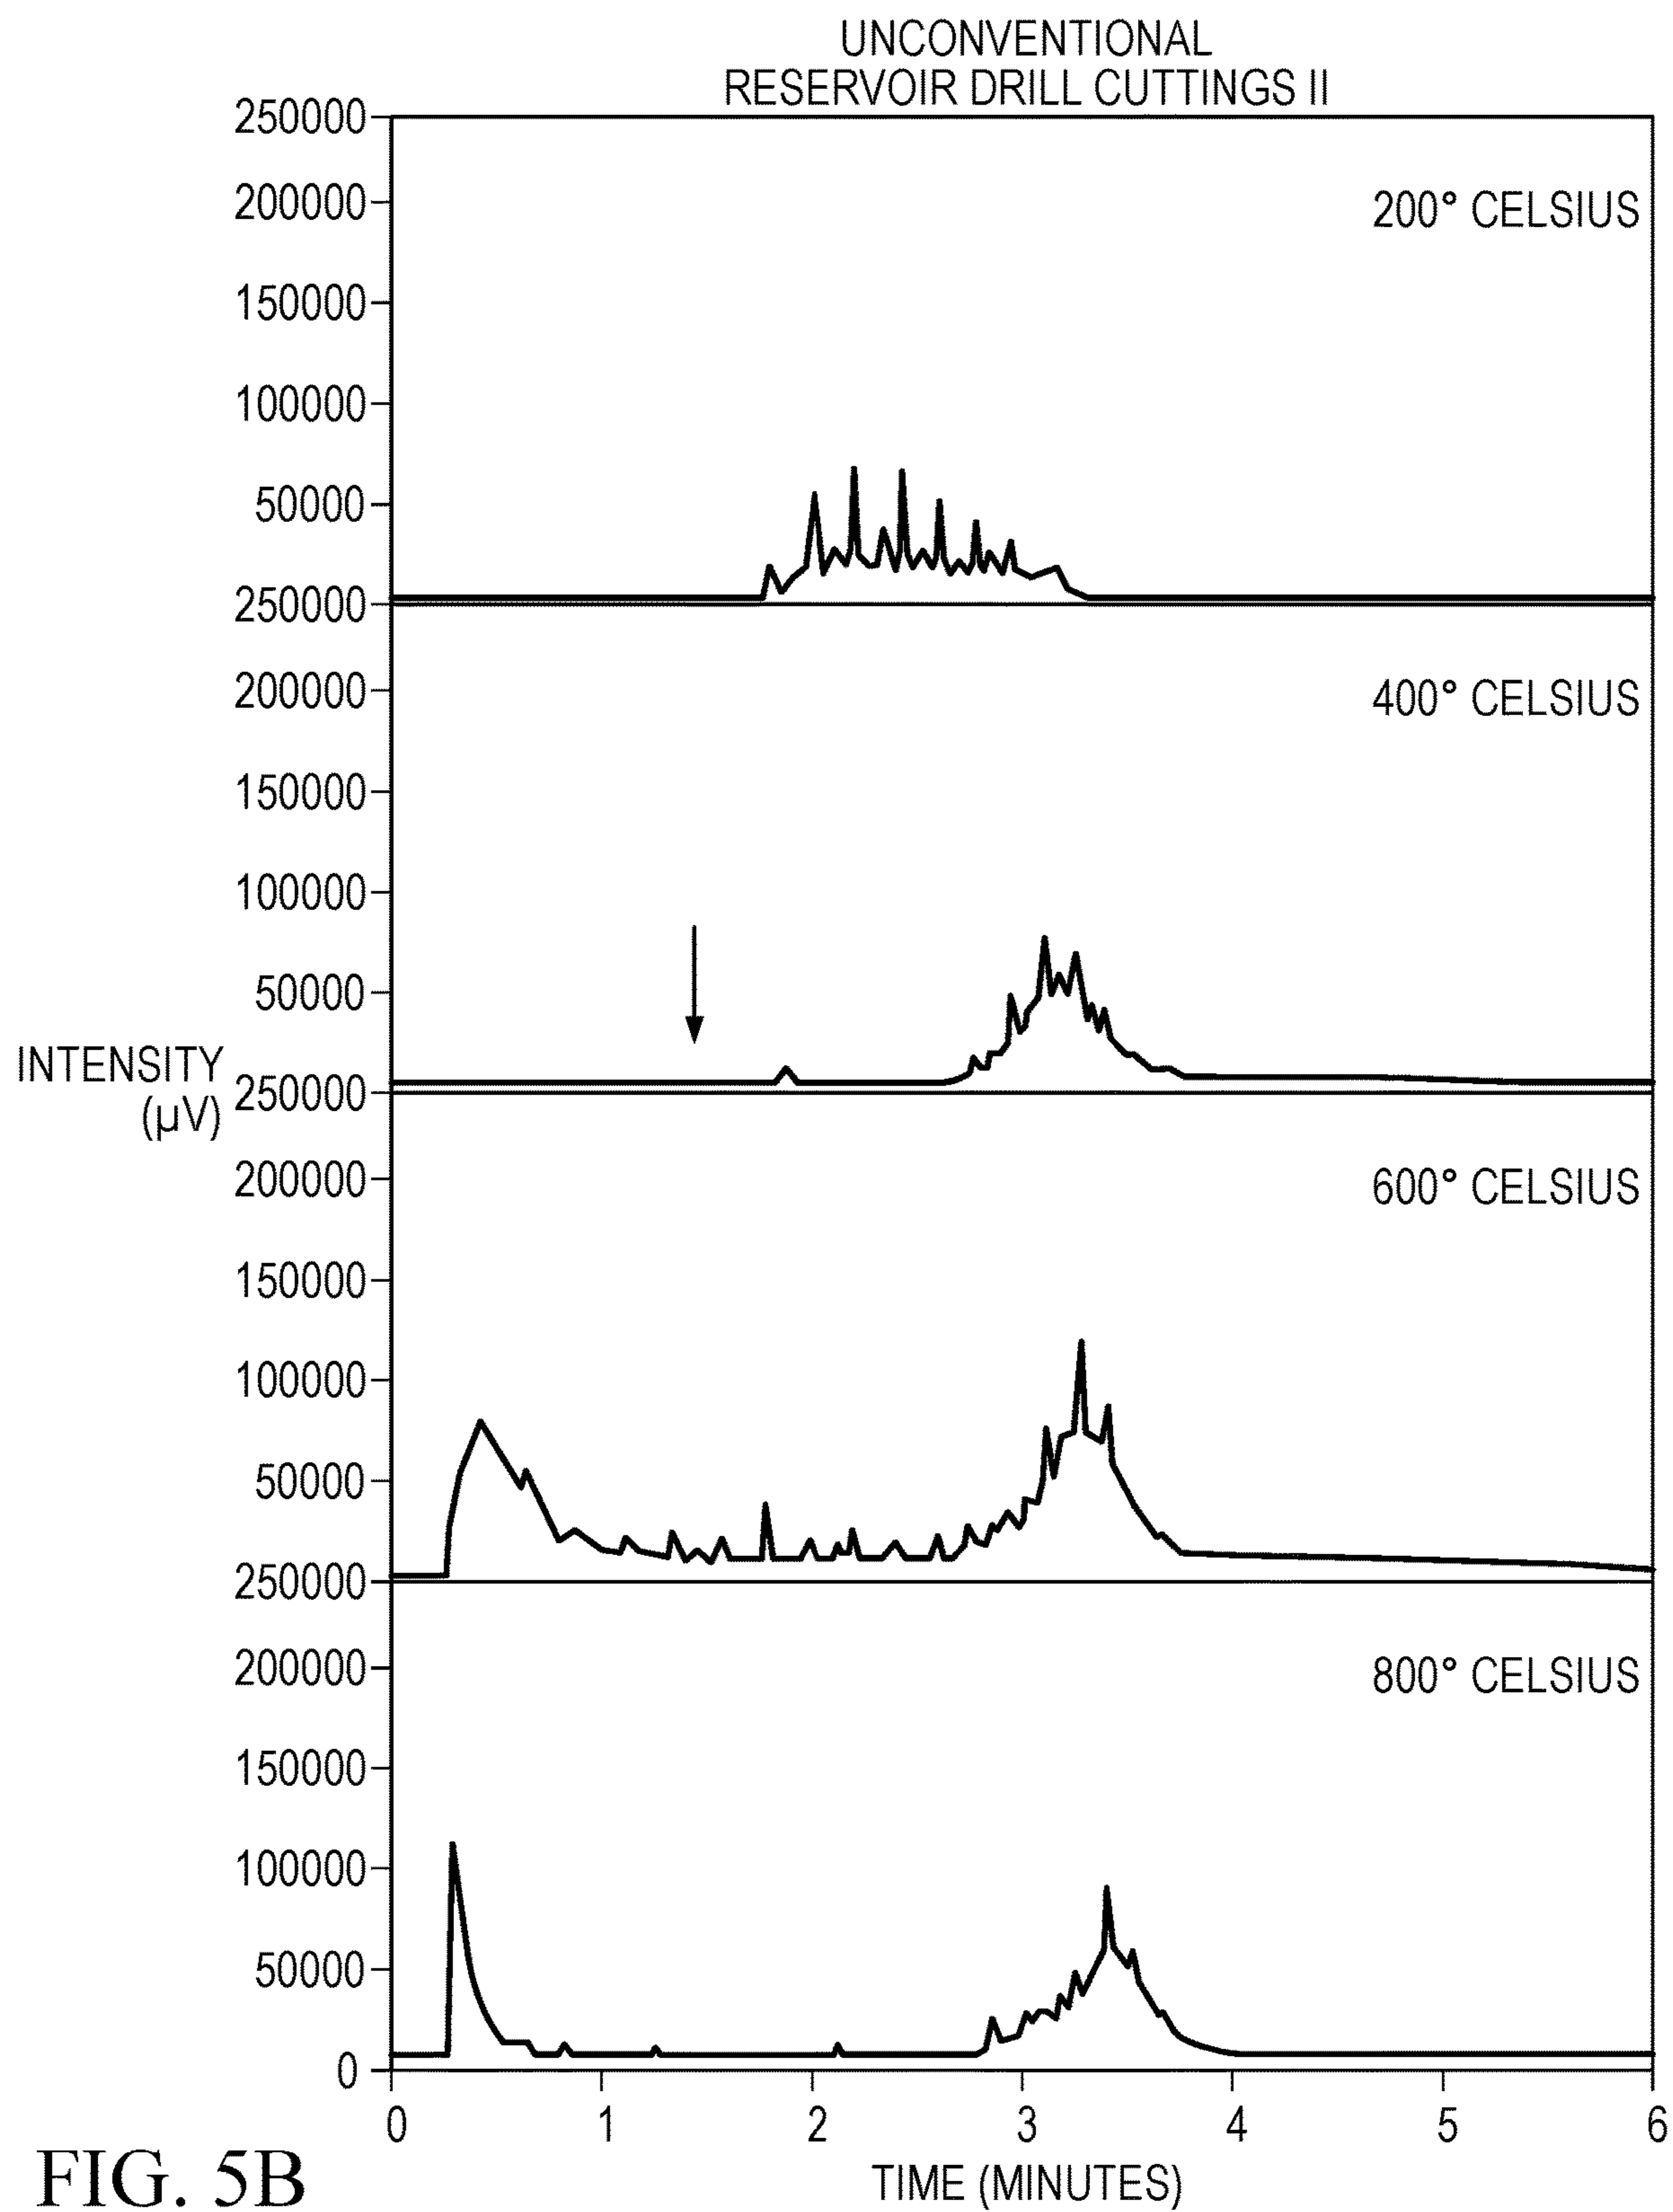 UNCONVENTIONAL
RESERVOIR DRILL CUTTINGS II
250000
200000
200° CELSIUS
150000
100000
50000
250000
200000
400° CELSIUS
150000
100000
50000
INTENSITY
(µV)
250000
200000
600° CELSIUS
150000
100000
50000
250000
200000
800° CELSIUS
150000
100000
50000
0
0 1 2 3 4 5 6
TIME (MINUTES)
FIG. 5B